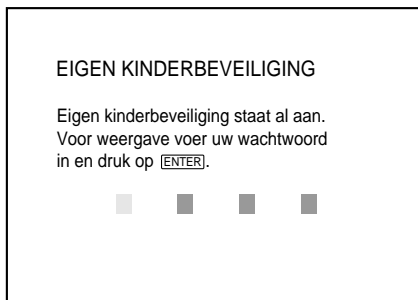 EIGEN KINDERBEVEILIGING
Eigen kinderbeveiliging staat al aan.
Voor weergave voer uw wachtwoord
in en druk op ENTER.